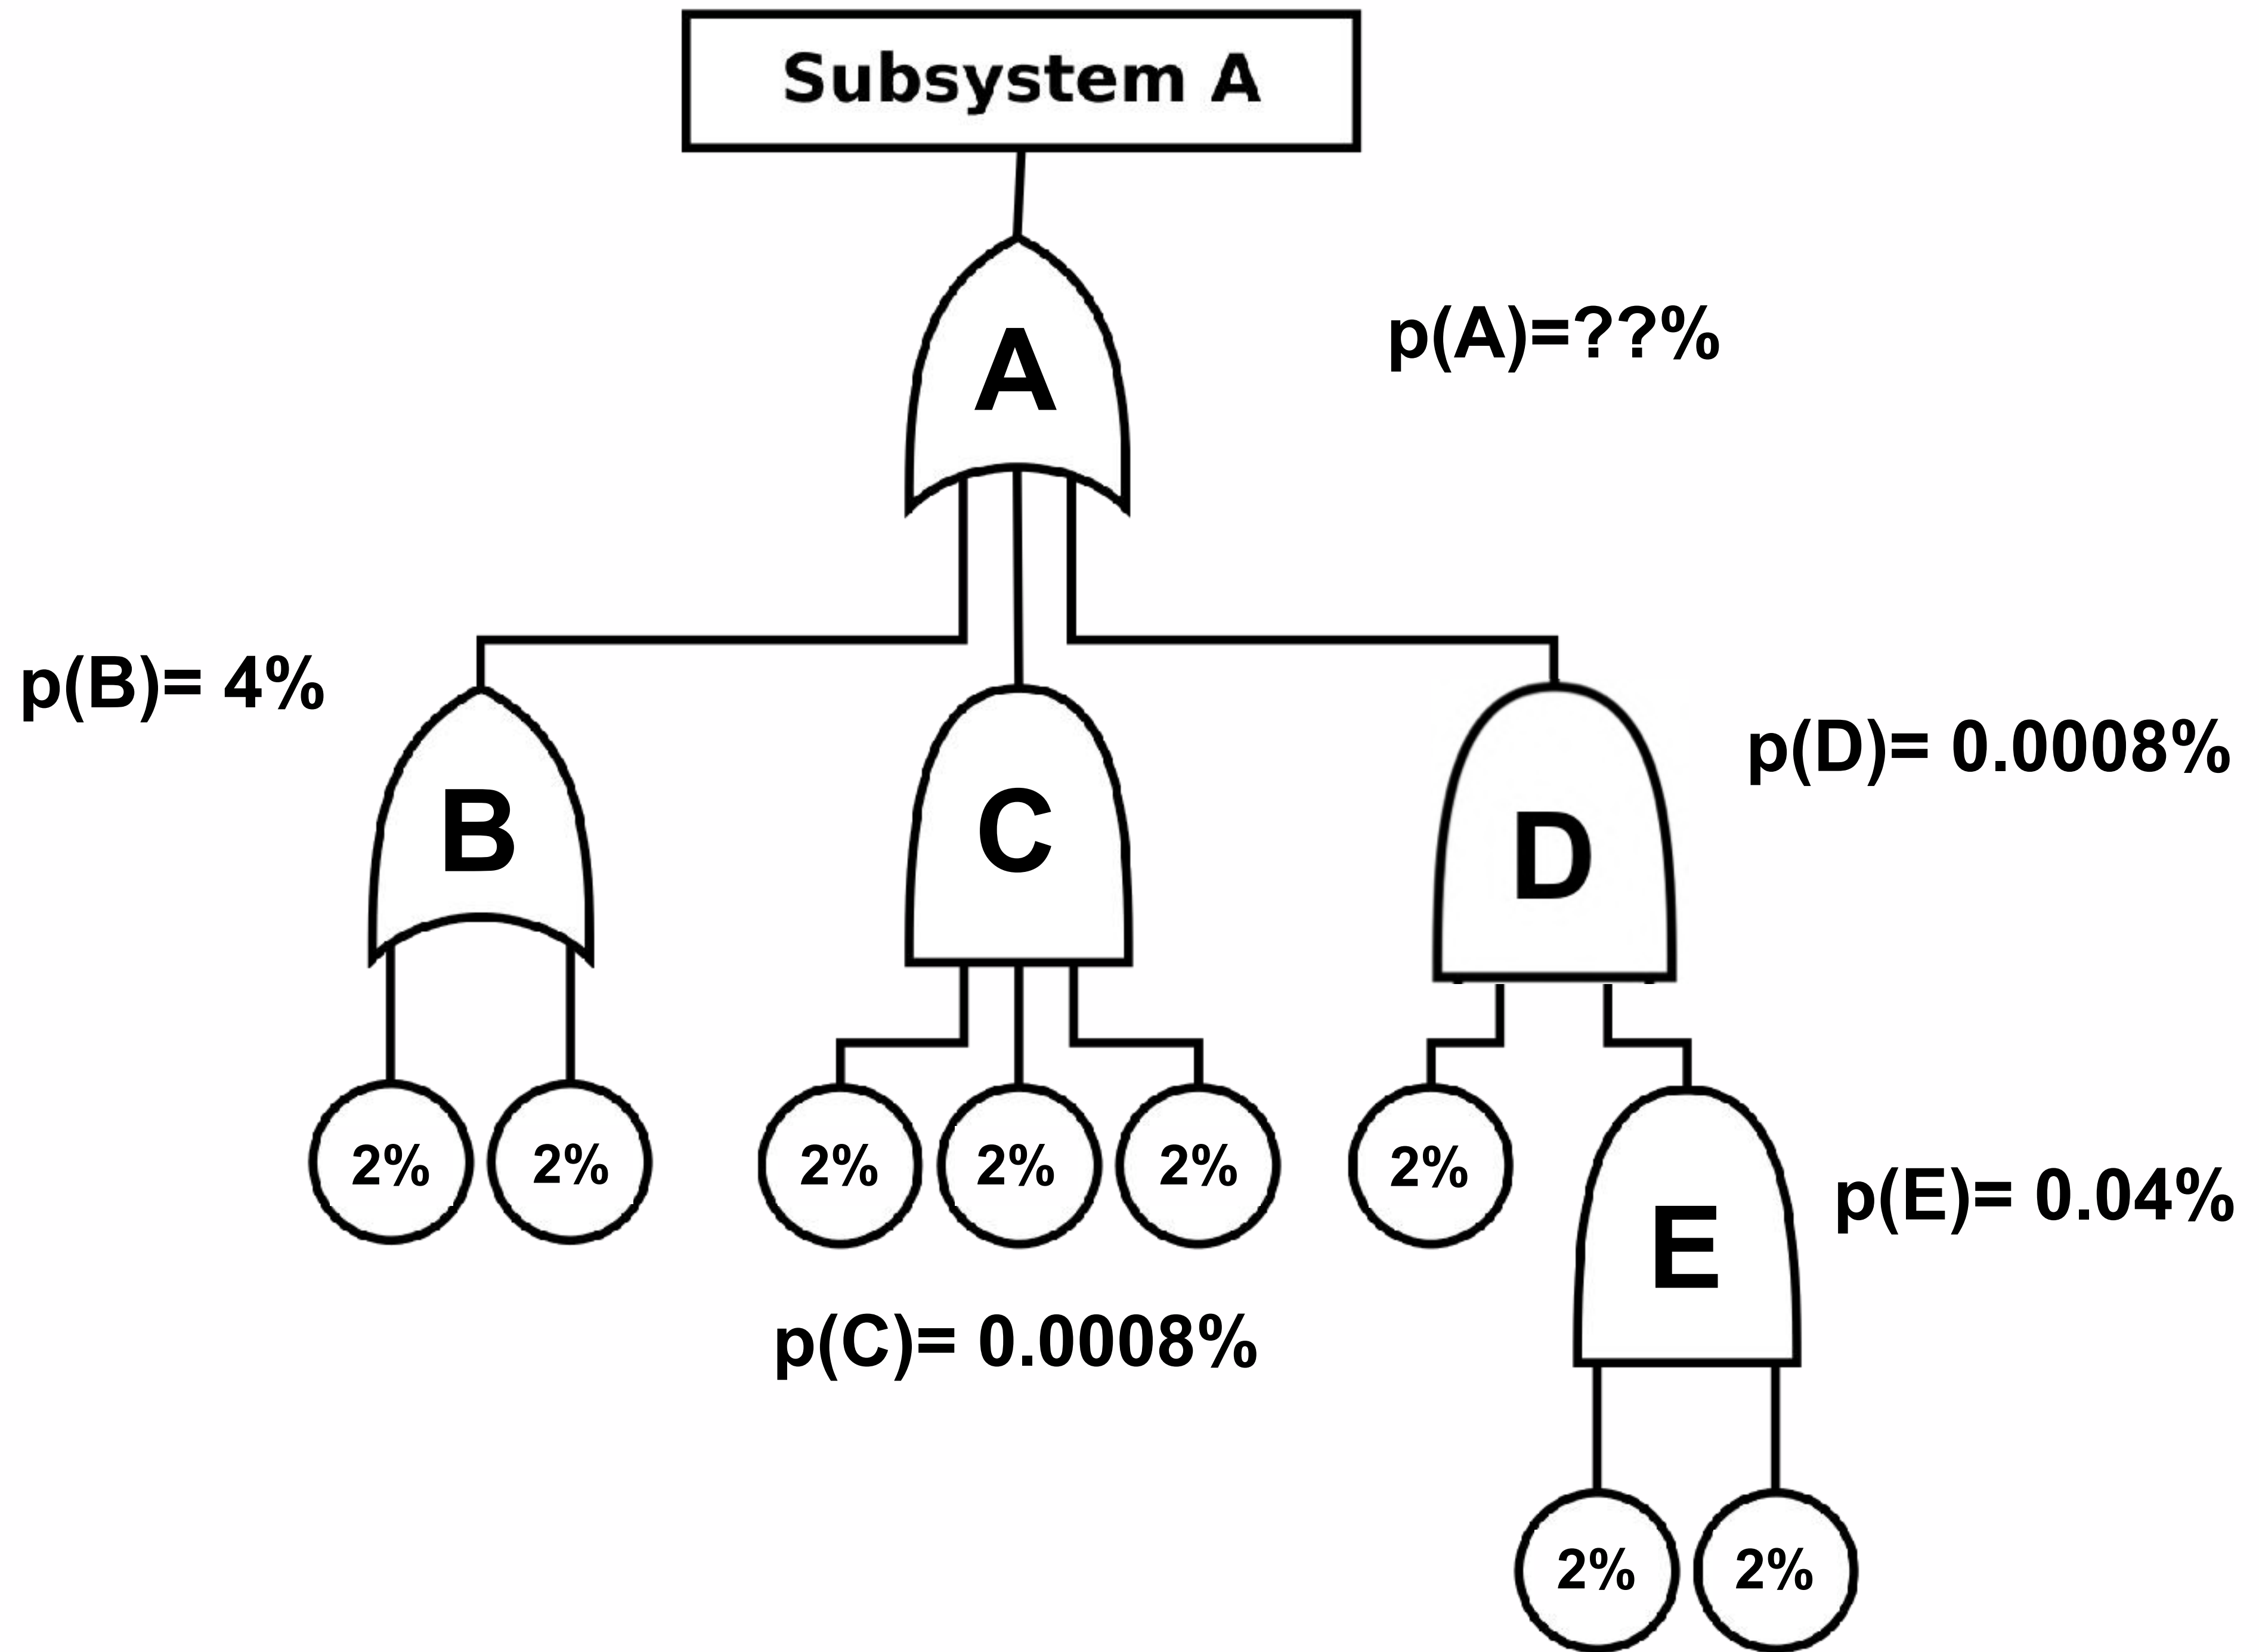 Subsystem A
A
p(A)=??%
p(B)= 4%
B
C
D
p(D)= 0.0008%
2%
2%
2%
2%
2%
2%
E
p(E)= 0.04%
p(C)= 0.0008%
2%
2%